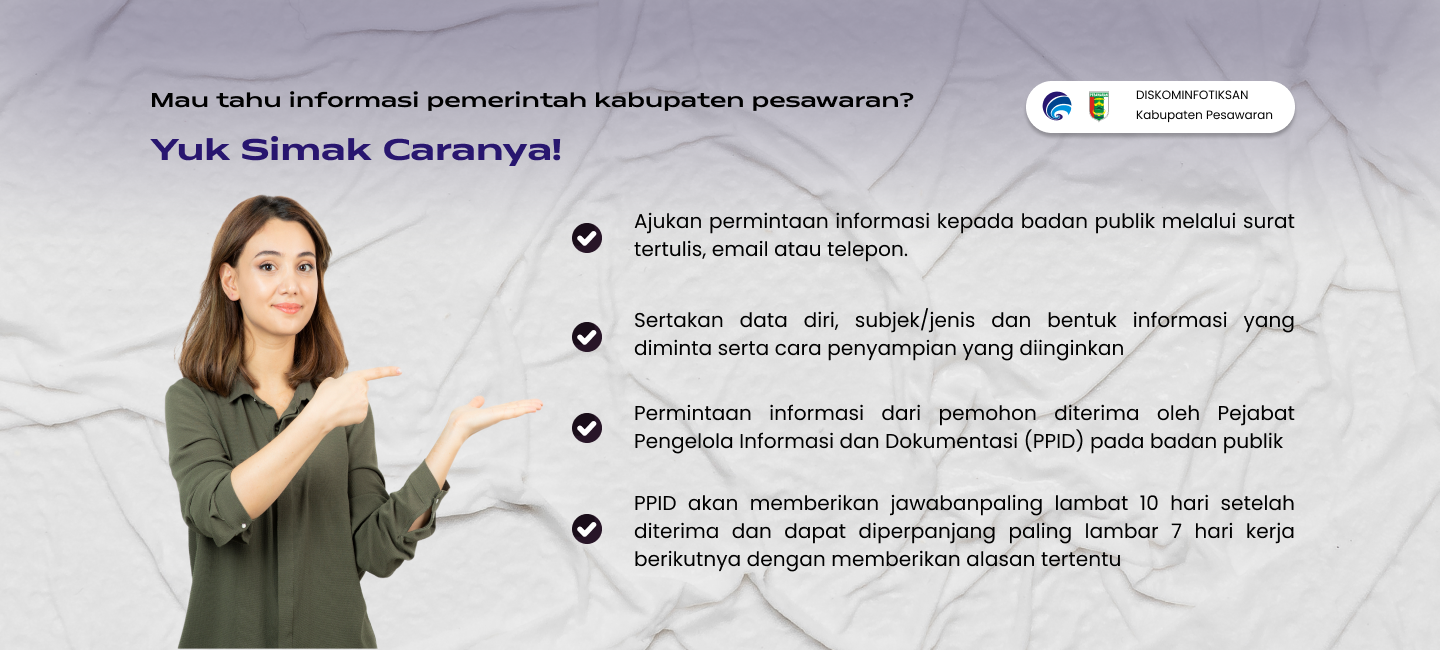 Mau tahu informasi pemerintah kabupaten pesawaran?
Yuk Simak Caranya!
DISKOMINFOTIKSAN
Kabupaten Pesawaran
Ajukan permintaan informasi kepada badan publik melalui surat
tertulis, email atau telepon.
Sertakan data diri, subjek/jenis dan bentuk informasi yang
diminta serta cara penyampian yang diinginkan
Permintaan informasi dari pemohon diterima oleh Pejabat
Pengelola Informasi dan Dokumentasi (PPID) pada badan publik
PPID akan memberikan jawabanpaling lambat 10 hari setelah
diterima dan dapat diperpanjang paling lambar 7 hari kerja
berikutnya dengan memberikan alasan tertentu